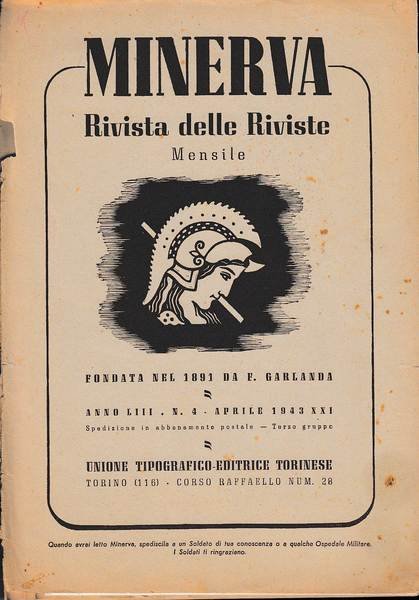 MINERVA
Rivista delle Riviste
Mensile
FONDATA NEL 1891 DA F. GARLANDA
ANNO LIII . N. 4 - APRILE 1943 XXI
Spedizione in abbonamento postale — Terzo gruppo
UNIONE TIPOGRAFICO-EDITRICE TORINESE
TORINO (116) - CORSO RAFFAELLO NUM. 28
Quando avrai letto Minerva, spediscila a un Soldato di tua conoscenza o a qualche Ospedale Militare.
I Soldati ti ringraziano.